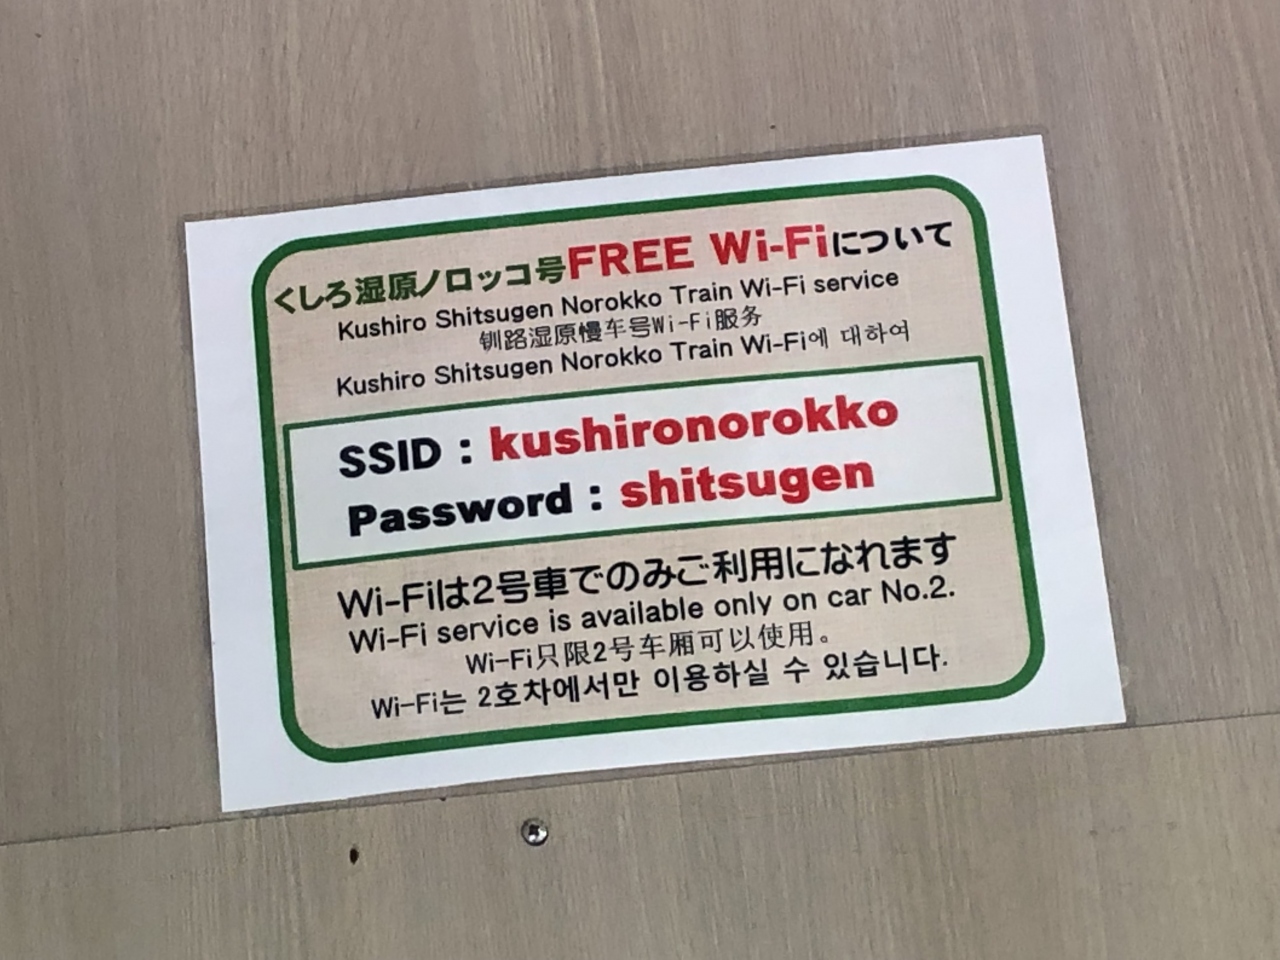 くしろ湿原ノロッコ号FREE Wi-Fiについて
Kushiro Shitsugen Norokko Train Wi-Fi service
钏路湿原慢车号Wi-Fi服务
Kushiro Shitsugen Norokko Train Wi-Fi에 대하여
SSID : kushironorokko
Password : shitsugen
Wi-Fiは2号車でのみご利用になれます
Wi-Fi service is available only on car No.2.
Wi-Fi只限2号车厢可以使用。
Wi-Fi는 2호차에서만 이용하실 수 있습니다.